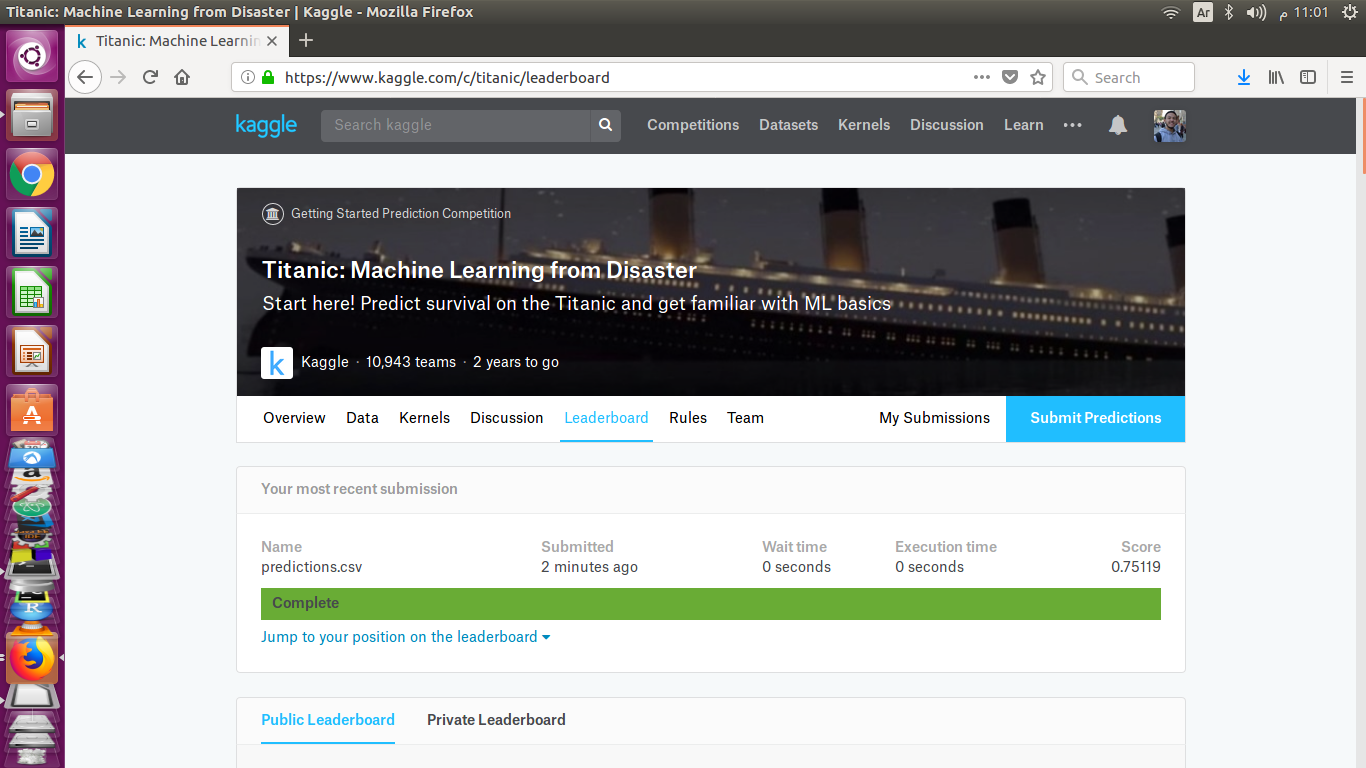 Titanic: Machine Learning from Disaster | Kaggle - Mozilla Firefox
Ar
11:01 م
k Titanic: Machine Learnin
https://www.kaggle.com/c/titanic/leaderboard
Search
kaggle
Search kaggle
Competitions
Datasets
Kernels
Discussion
Learn
Getting Started Prediction Competition
Titanic: Machine Learning from Disaster
Start here! Predict survival on the Titanic and get familiar with ML basics
k Kaggle · 10,943 teams · 2 years to go
Overview
Data
Kernels
Discussion
Leaderboard
Rules
Team
My Submissions
Submit Predictions
Your most recent submission
Name Submitted Wait time Execution time Score
predictions.csv 2 minutes ago 0 seconds 0 seconds 0.75119
Complete
Jump to your position on the leaderboard
Public Leaderboard
Private Leaderboard